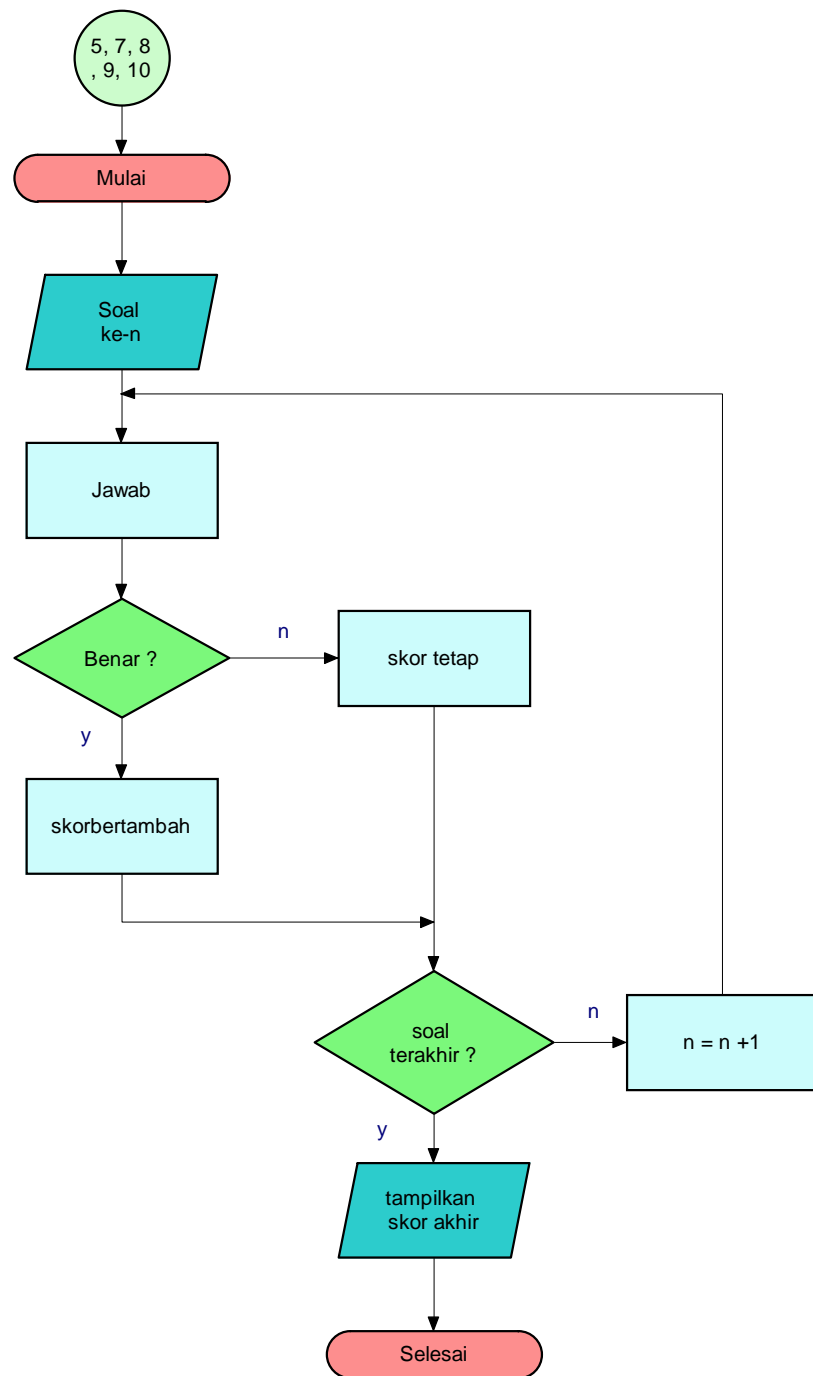 5, 7, 8
, 9, 10
Mulai
Soal
ke-n
Jawab
Benar ?
n
skor tetap
y
skorbertambah
soal
terakhir ?
n
n = n +1
y
tampilkan
skor akhir
Selesai